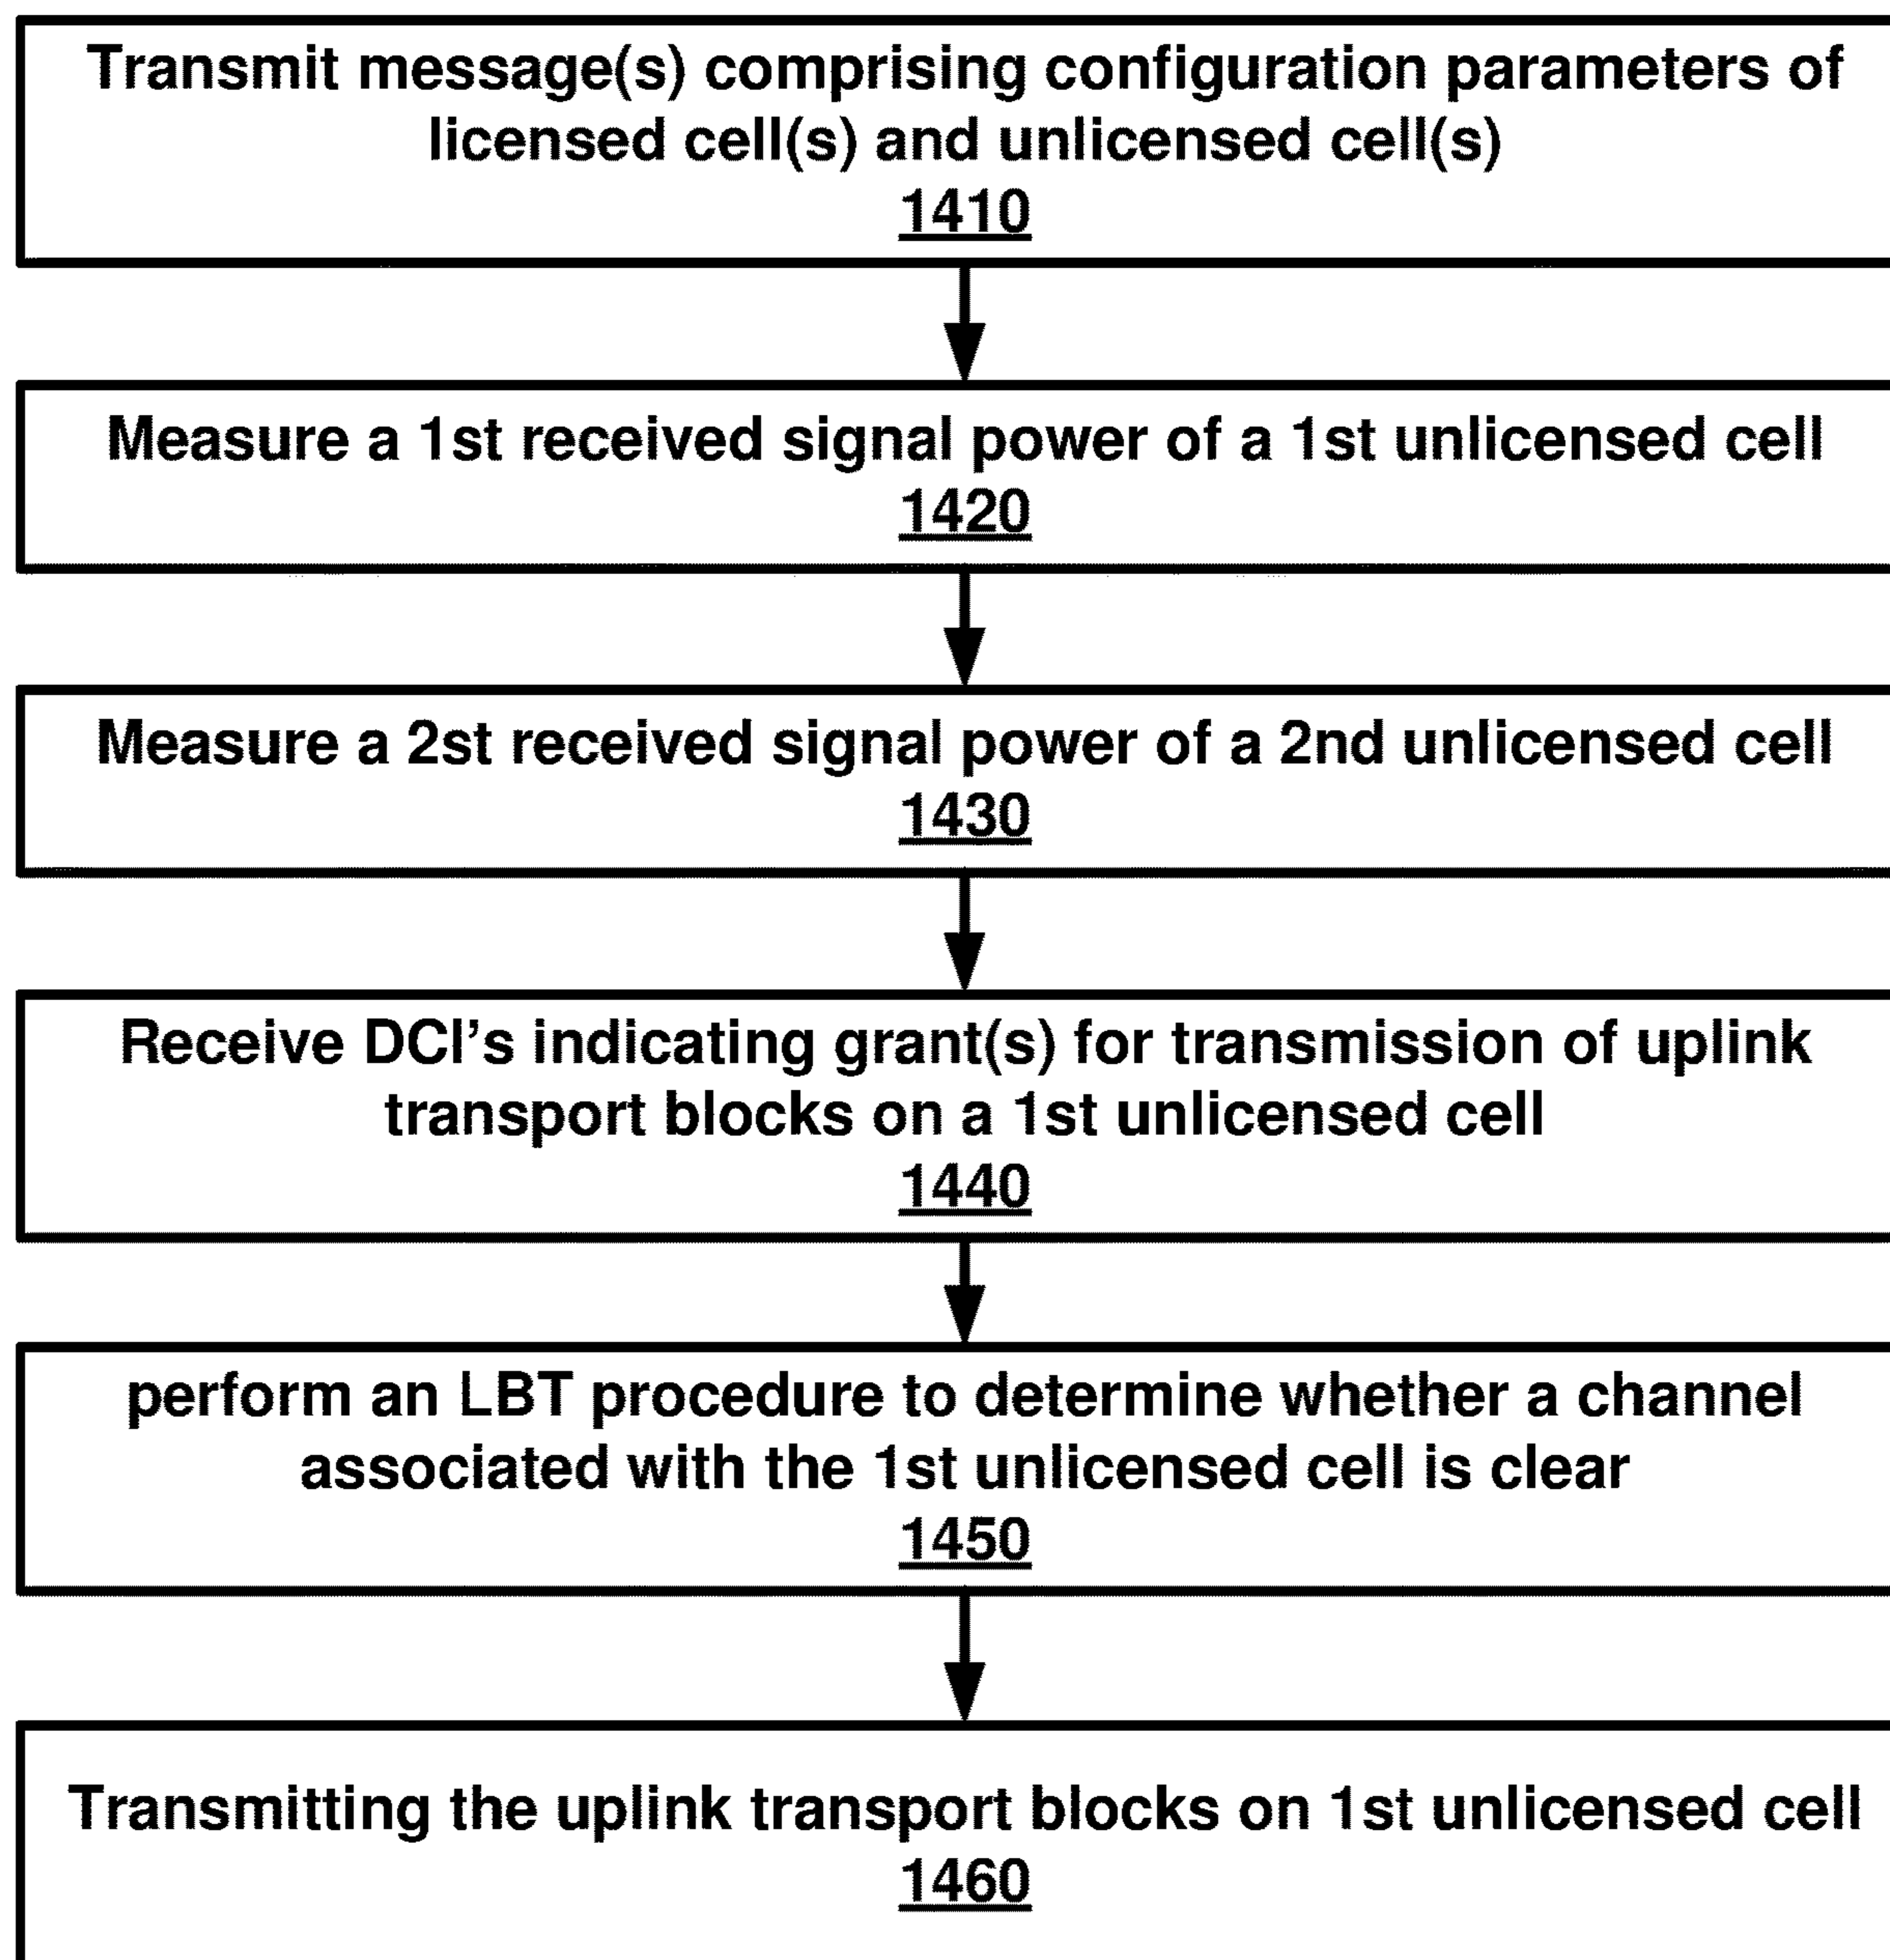 Transmit message(s) comprising configuration parameters of
licensed cell(s) and unlicensed cell(s)
1410
Measure a 1st received signal power of a 1st unlicensed cell
1420
Measure a 2st received signal power of a 2nd unlicensed cell
1430
Receive DCI’s indicating grant(s) for transmission of uplink
transport blocks on a 1st unlicensed cell
1440
perform an LBT procedure to determine whether a channel
associated with the 1st unlicensed cell is clear
1450
Transmitting the uplink transport blocks on 1st unlicensed cell
1460